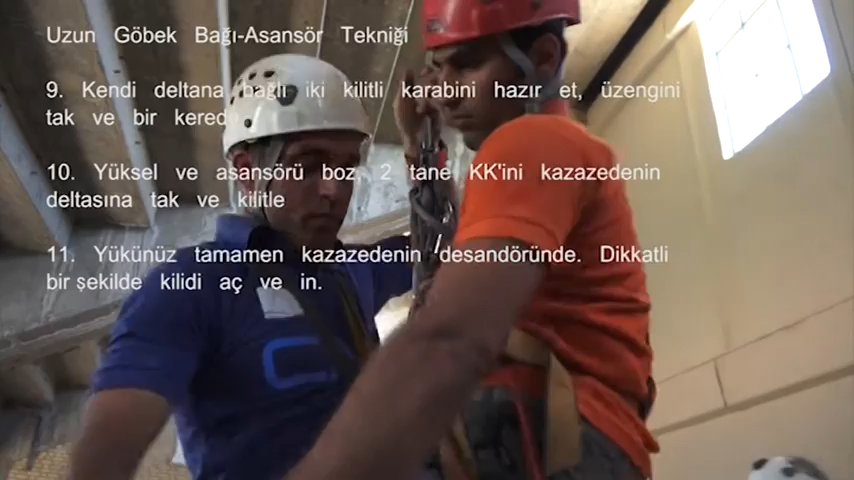 Uzun Göbek Bağı-Asansör Tekniği
9. Kendi deltana bağlı iki kilitli karabini hazır et, üzengini
tak ve bir kerede
10. Yüksel ve asansörü boz, 2 tane KK'ini kazazedenin
deltasına tak ve kilitle
11. Yükünüz tamamen kazazedenin desandöründe. Dikkatli
bir şekilde kilidi aç ve in.